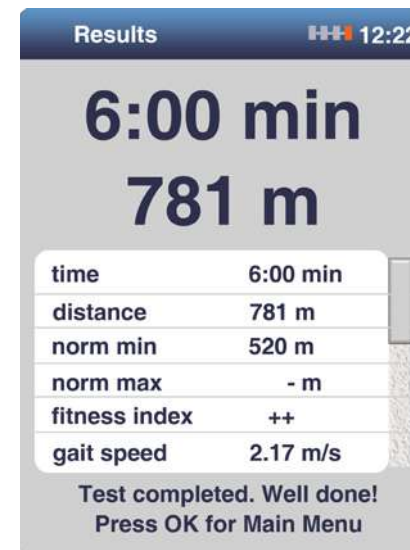 Results 12:22
6:00 min
781 m
time 6:00 min
distance 781 m
norm min 520 m
norm max - m
fitness index ++
gait speed 2.17 m/s
Test completed. Well done!
Press OK for Main Menu